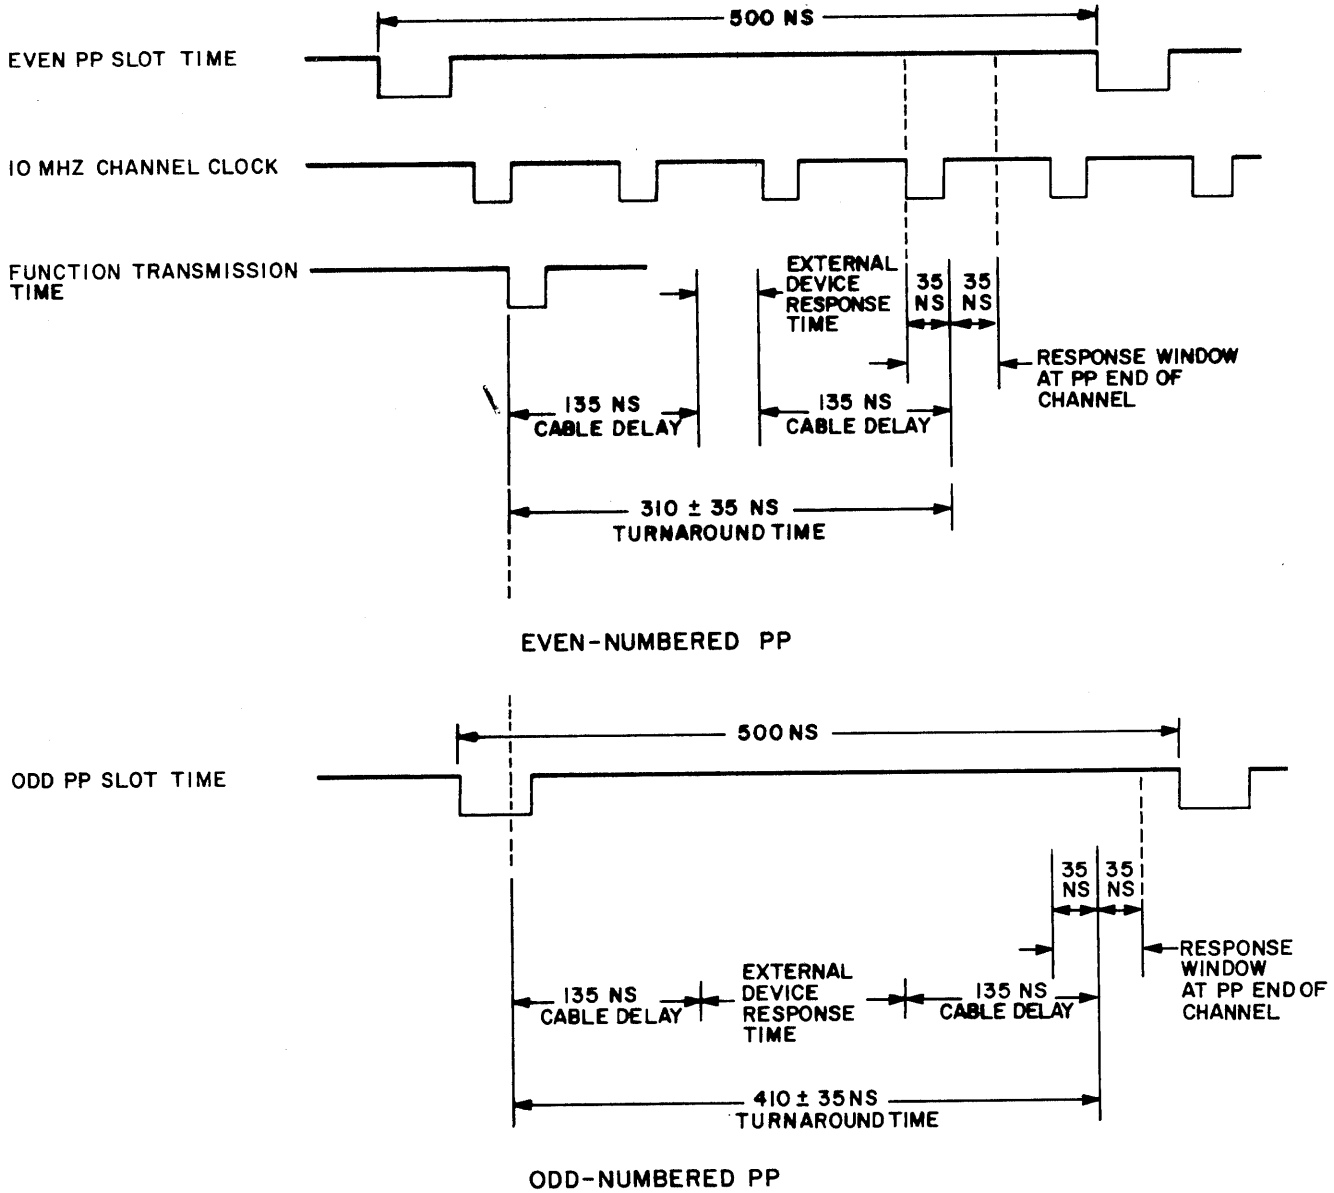 500 NS
EVEN PP SLOT TIME
10 MHZ CHANNEL CLOCK
FUNCTION TRANSMISSION
TIME
EXTERNAL
DEVICE
RESPONSE
TIME
35
NS
35
NS
RESPONSE WINDOW
AT PP END OF
CHANNEL
135 NS
CABLE DELAY
135 NS
CABLE DELAY
310 ± 35 NS
TURNAROUND TIME
EVEN-NUMBERED PP
500 NS
ODD PP SLOT TIME
35
NS
35
NS
RESPONSE
WINDOW
AT PP END OF
CHANNEL
135 NS
CABLE DELAY
EXTERNAL
DEVICE
RESPONSE
TIME
135 NS
CABLE DELAY
410 ± 35 NS
TURNAROUND TIME
ODD-NUMBERED PP